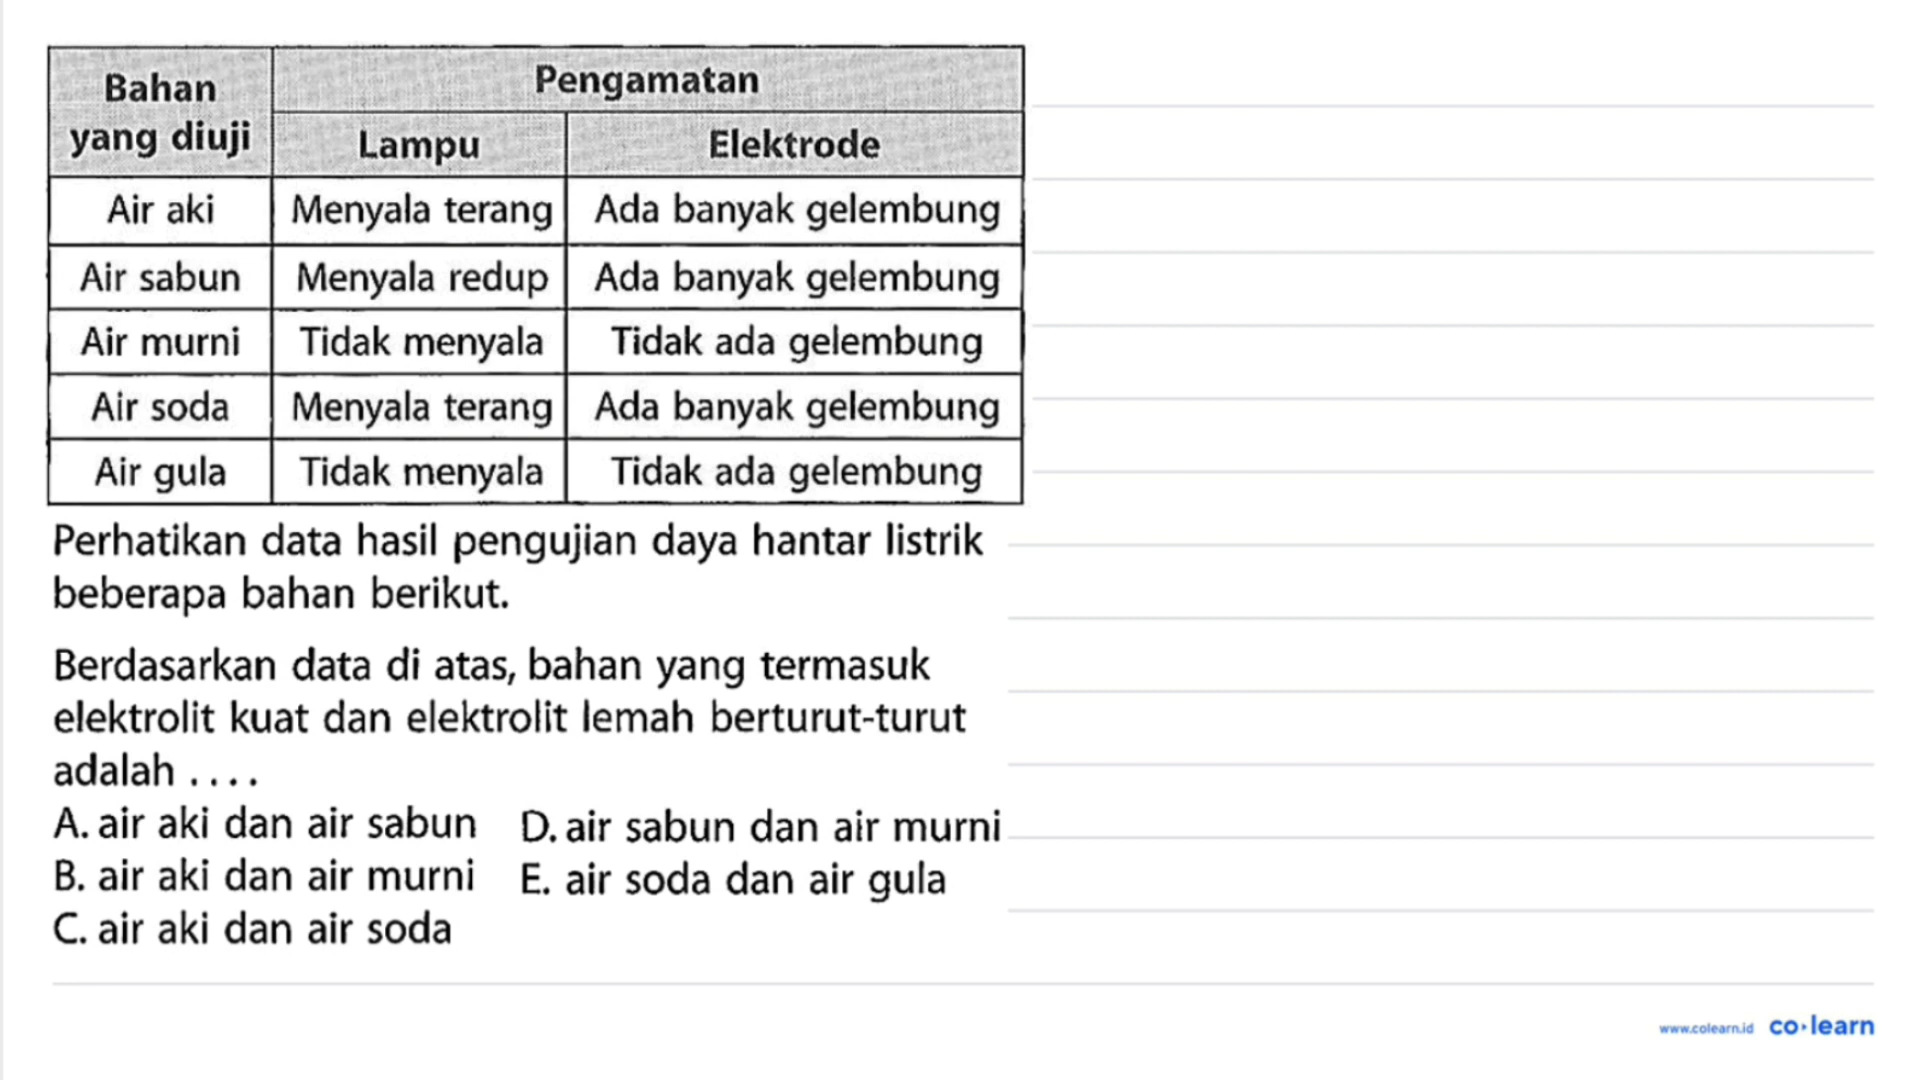 Bahan yang diuji | Pengamatan
Lampu | Elektrode
Air aki | Menyala terang | Ada banyak gelembung
Air sabun | Menyala redup | Ada banyak gelembung
Air murni | Tidak menyala | Tidak ada gelembung
Air soda | Menyala terang | Ada banyak gelembung
Air gula | Tidak menyala | Tidak ada gelembung
Perhatikan data hasil pengujian daya hantar listrik
beberapa bahan berikut.
Berdasarkan data di atas, bahan yang termasuk
elektrolit kuat dan elektrolit lemah berturut-turut
adalah . . . .
A. air aki dan air sabun
B. air aki dan air murni
C. air aki dan air soda
D. air sabun dan air murni
E. air soda dan air gula
www.colearn.id co·learn